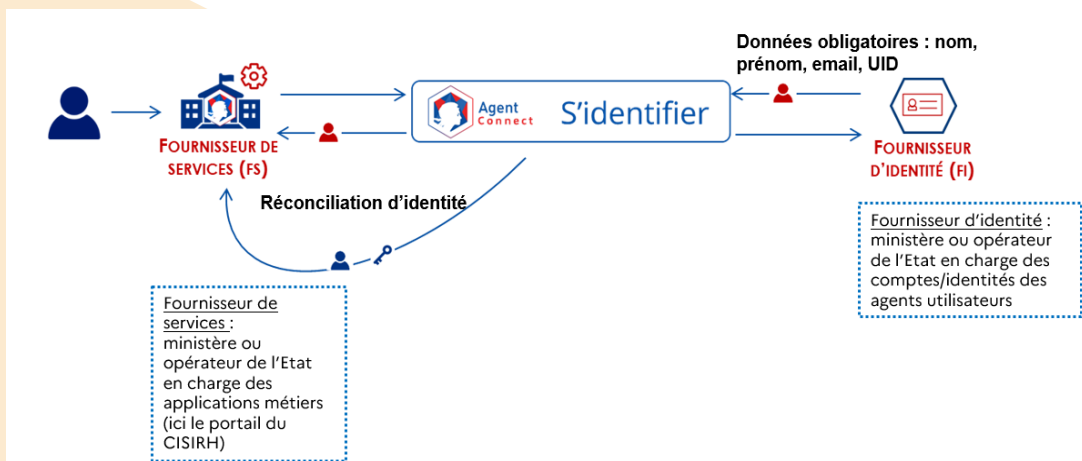 Données obligatoires : nom,
prénom, email, UID
Agent
Connect
S'identifier
FOURNISSEUR DE
SERVICES (FS)
FOURNISSEUR
D'IDENTITÉ (FI)
Réconciliation d'identité
Fournisseur d'identité :
ministère ou opérateur
de l'Etat en charge des
comptes/identités des
agents utilisateurs
Fournisseur de
services :
ministère ou
opérateur de l'Etat
en charge des
applications métiers
(ici le portail du
CISIRH)